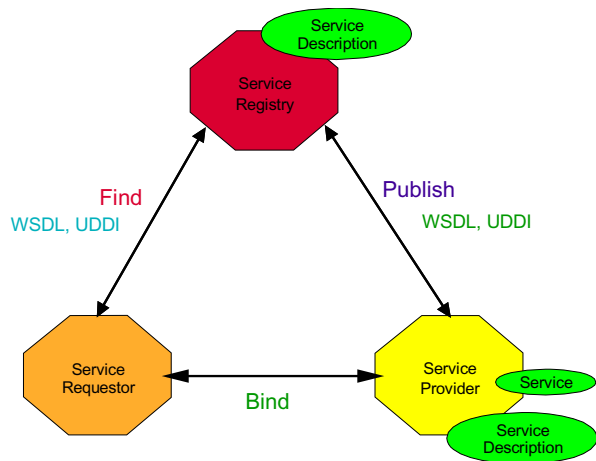 Service
Description
Service
Registry
Find
WSDL, UDDI
Publish
WSDL, UDDI
Service
Requestor
Bind
Service
Provider
Service
Service
Description